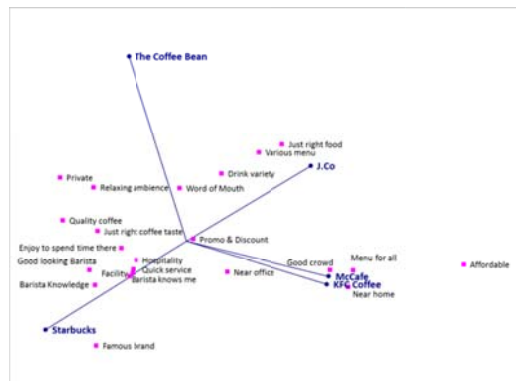 The Coffee Bean
Just right food
Various menu
J.Co
Drink variety
Private
Relaxing ambience
Word of Mouth
Quality coffee
Just right coffee taste
Promo & Discount
Enjoy to spend time there
Good looking Barista
Hospitality
Good crowd
Menu for all
Affordable
Facility
Quick service
Near office
McCafe
Barista Knowledge
Barista knows me
KFC Coffee
Near home
Starbucks
Famous brand